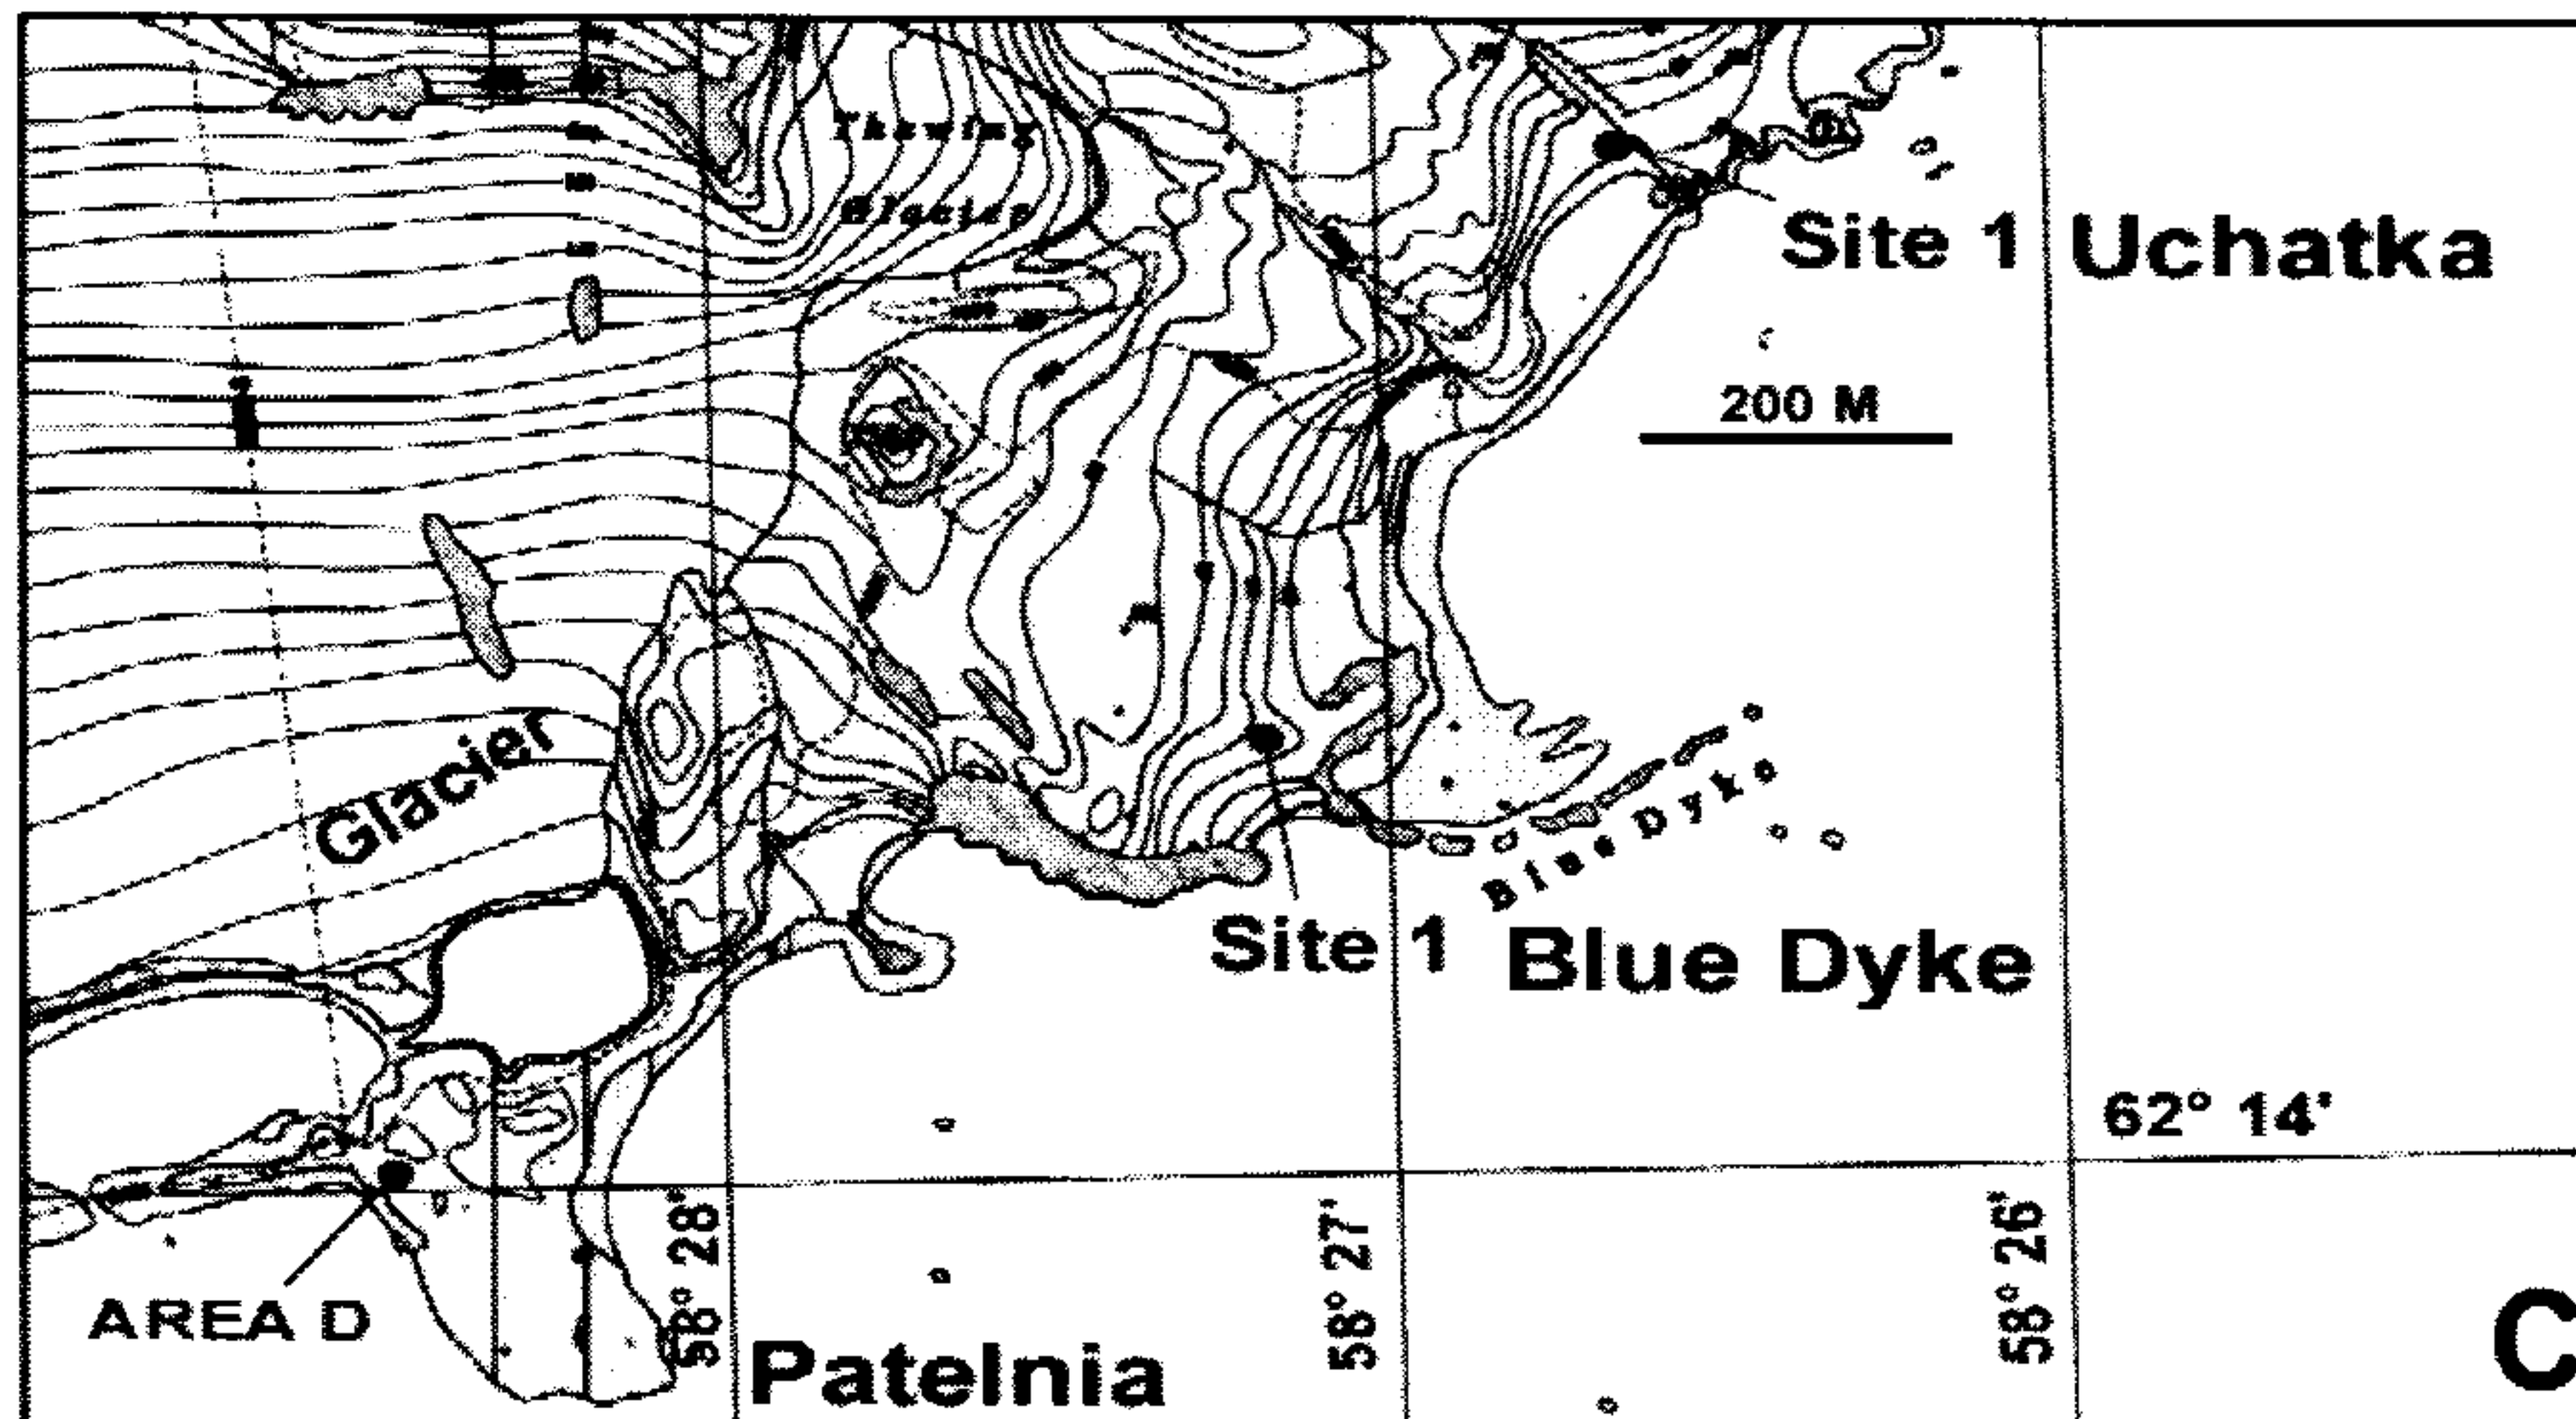 Thawing
Glacier
Site 1 Uchatka
200 M
Glacier
Blue Dyke
Site 1 Blue Dyke
62° 14'
58° 28'
58° 27'
58° 26'
AREA D
Patelnia
C